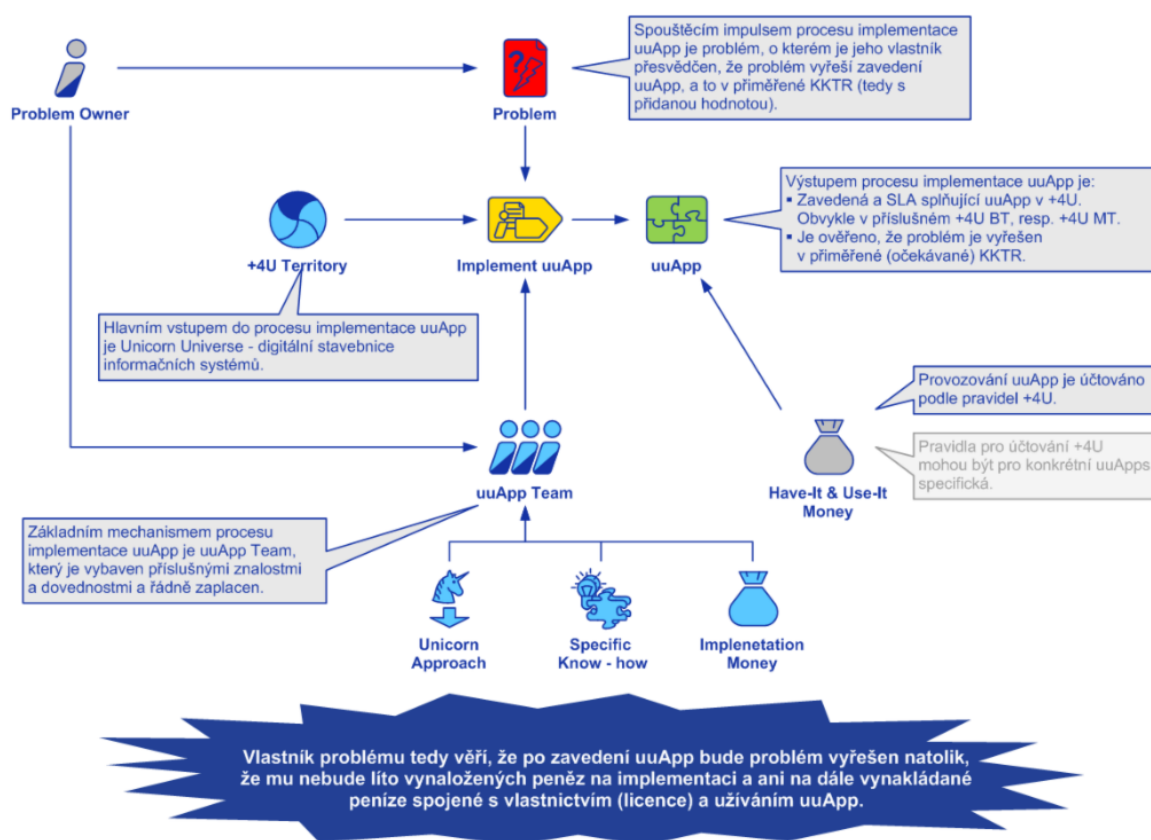 Spouštěcím impulsem procesu implementace
uuApp je problém, o kterém je jeho vlastník
přesvědčen, že problém vyřeší zavedení
uuApp, a to v přiměřené KKTR (tedy s
přidanou hodnotou).
Problem Owner
Problem
Výstupem procesu implementace uuApp je:
▪ Zavedená a SLA splňující uuApp v +4U.
Obvykle v příslušném +4U BT, resp. +4U MT.
▪ Je ověřeno, že problém je vyřešen
v přiměřené (očekávané) KKTR.
+4U Territory
Implement uuApp
uuApp
Hlavním vstupem do procesu implementace uuApp
je Unicorn Universe - digitální stavebnice
informačních systémů.
Provozování uuApp je účtováno
podle pravidel +4U.
Pravidla pro účtování +4U
mohou být pro konkrétní uuApps
specifická.
uuApp Team
Have-It & Use-It
Money
Základním mechanismem procesu
implementace uuApp je uuApp Team,
který je vybaven příslušnými znalostmi
a dovednostmi a řádně zaplacen.
Unicorn
Approach
Specific
Know - how
Implenetation
Money
Vlastník problému tedy věří, že po zavedení uuApp bude problém vyřešen natolik,
že mu nebude líto vynaložených peněz na implementaci a ani na dále vynakládané
peníze spojené s vlastnictvím (licence) a užíváním uuApp.